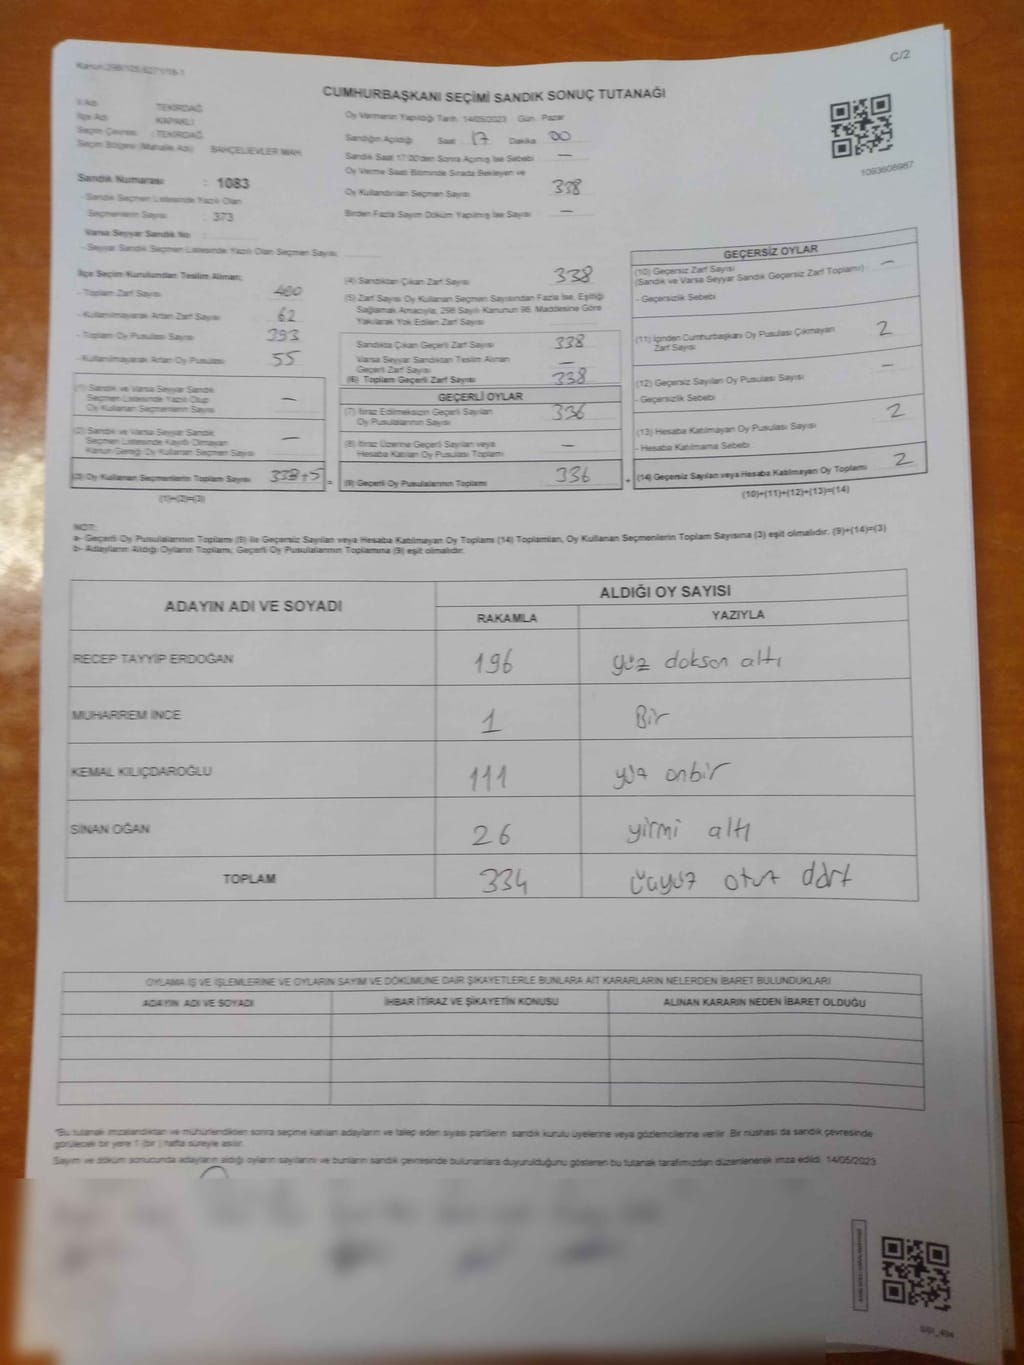 Kanun:298/105,6271/18-1
C/2
CUMHURBAŞKANI SEÇİMİ SANDIK SONUÇ TUTANAĞI
İl Adı : TEKİRDAĞ
İlçe Adı : KAPAKLI
Seçim Çevresi : TEKİRDAĞ
Seçim Bölgesi (Mahalle Adı) : BAHÇELİEVLER MAH.
Sandık Numarası : 1083
- Sandık Seçmen Listesinde Yazılı Olan
Seçmenlerin Sayısı : 373
Varsa Seyyar Sandık No :
- Seyyar Sandık Seçmen Listesinde Yazılı Olan Seçmen Sayısı:
Oy Vermenin Yapıldığı Tarih: 14/05/2023 Gün: Pazar
Sandığın Açıldığı Saat 17 Dakika 00
Sandık Saat 17:00'den Sonra Açılmış İse Sebebi —
Oy Verme Saati Bitiminde Sırada Bekleyen ve
Oy Kullandırılan Seçmen Sayısı 338
Birden Fazla Sayım Döküm Yapılmış İse Sayısı —
1093608987
İlçe Seçim Kurulundan Teslim Alınan;
- Toplam Zarf Sayısı 400
- Kullanılmayarak Artan Zarf Sayısı 62
- Toplam Oy Pusulası Sayısı 393
- Kullanılmayarak Artan Oy Pusulası 55
(1) Sandık ve Varsa Seyyar Sandık
Seçmen Listesinde Yazılı Olup
Oy Kullanan Seçmenlerin Sayısı —
(2) Sandık ve Varsa Seyyar Sandık
Seçmen Listesinde Kayıtlı Olmayan
Kanun Gereği Oy Kullanan Seçmen Sayısı —
(3) Oy Kullanan Seçmenlerin Toplam Sayısı 338+5 =
(1)+(2)=(3)
(4) Sandıktan Çıkan Zarf Sayısı 338
(5) Zarf Sayısı Oy Kullanan Seçmen Sayısından Fazla İse, Eşitliği
Sağlamak Amacıyla, 298 Sayılı Kanunun 98. Maddesine Göre
Yakılarak Yok Edilen Zarf Sayısı
Sandıkta Çıkan Geçerli Zarf Sayısı 338
Varsa Seyyar Sandıktan Teslim Alınan
Geçerli Zarf Sayısı —
(6) Toplam Geçerli Zarf Sayısı 338
GEÇERLİ OYLAR
(7) İtiraz Edilmeksizin Geçerli Sayılan
Oy Pusulalarının Sayısı 336
(8) İtiraz Üzerine Geçerli Sayılan veya
Hesaba Katılan Oy Pusulası Toplamı —
(9) Geçerli Oy Pusulalarının Toplamı 336 +
GEÇERSİZ OYLAR
(10) Geçersiz Zarf Sayısı —
(Sandık ve Varsa Seyyar Sandık Geçersiz Zarf Toplamı)
- Geçersizlik Sebebi
(11) İçinden Cumhurbaşkanı Oy Pusulası Çıkmayan
Zarf Sayısı 2
(12) Geçersiz Sayılan Oy Pusulası Sayısı —
- Geçersizlik Sebebi
(13) Hesaba Katılmayan Oy Pusulası Sayısı 2
- Hesaba Katılmama Sebebi
(14) Geçersiz Sayılan veya Hesaba Katılmayan Oy Toplamı 2
(10)+(11)+(12)+(13)=(14)
NOT:
a- Geçerli Oy Pusulalarının Toplamı (9) ile Geçersiz Sayılan veya Hesaba Katılmayan Oy Toplamı (14) Toplamları, Oy Kullanan Seçmenlerin Toplam Sayısına (3) eşit olmalıdır. (9)+(14)=(3)
b- Adayların Aldığı Oyların Toplamı, Geçerli Oy Pusulalarının Toplamına (9) eşit olmalıdır.
ADAYIN ADI VE SOYADI
ALDIĞI OY SAYISI
RAKAMLA YAZIYLA
RECEP TAYYİP ERDOĞAN 196 yüz doksan altı
MUHARREM İNCE 1 Bir
KEMAL KILIÇDAROĞLU 111 yüz onbir
SİNAN OĞAN 26 yirmi altı
TOPLAM 334 üçyüz otuz dört
OYLAMA İŞ VE İŞLEMLERİNE VE OYLARIN SAYIM VE DÖKÜMÜNE DAİR ŞİKAYETLERLE BUNLARA AİT KARARLARIN NELERDEN İBARET BULUNDUKLARI
ADAYIN ADI VE SOYADI İHBAR İTİRAZ VE ŞİKAYETİN KONUSU ALINAN KARARIN NEDEN İBARET OLDUĞU
*Bu tutanak imzalandıktan ve mühürlendikten sonra seçime katılan adayların ve talep eden siyasi partilerin sandık kurulu üyelerine veya gözlemcilerine verilir. Bir nüshası da sandık çevresinde
görülecek bir yere 1 (bir) hafta süreyle asılır.
Sayım ve döküm sonucunda adayların aldığı oyların sayılarını ve bunların sandık çevresinde bulunanlara duyurulduğunu gösteren bu tutanak tarafımızdan düzenlenerek imza edildi. 14/05/2023